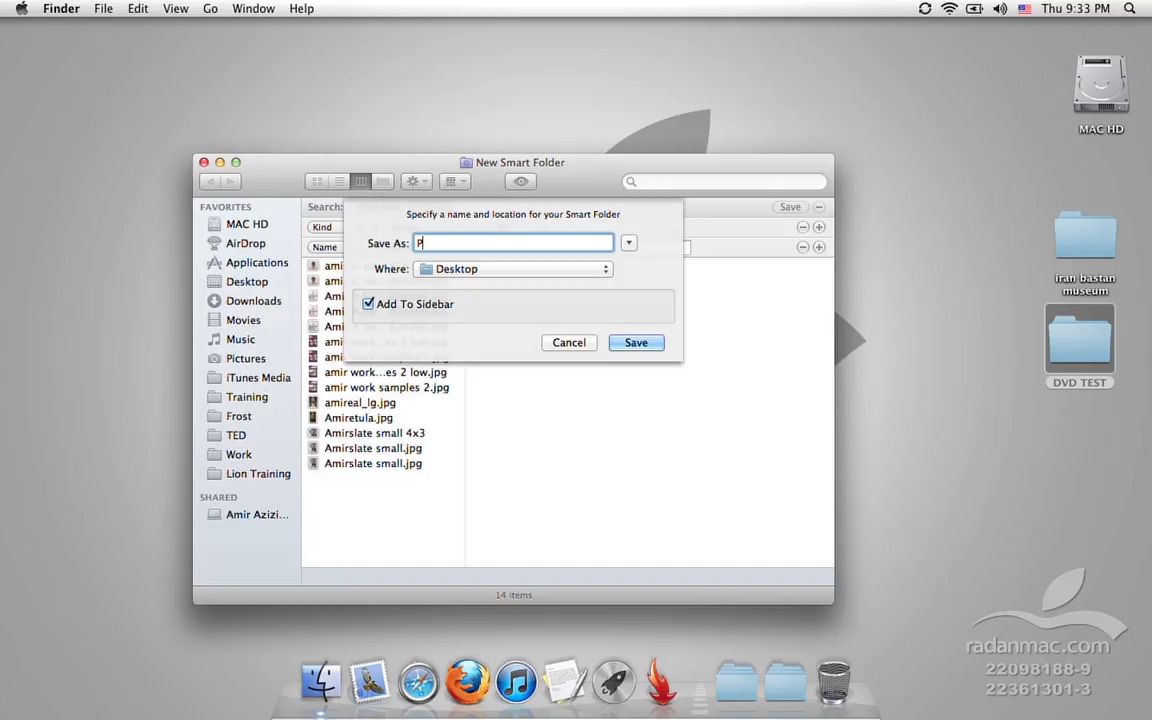 Finder File Edit View Go Window Help Thu 9:33 PM
MAC HD
New Smart Folder
FAVORITES
MAC HD
AirDrop
Applications
Desktop
Downloads
Movies
Music
Pictures
iTunes Media
Training
Frost
TED
Work
Lion Training
SHARED
Amir Azizi...
Search: Save
Kind
Name
Specify a name and location for your Smart Folder
Save As: P
Where: Desktop
Add To Sidebar
Cancel Save
amir work...es 2 low.jpg
amir work samples 2.jpg
amireal_lg.jpg
Amiretula.jpg
Amirslate small 4x3
Amirslate small.jpg
Amirslate small.jpg
14 items
iran bastan
museum
DVD TEST
radanmac.com
22098188-9
22361301-3